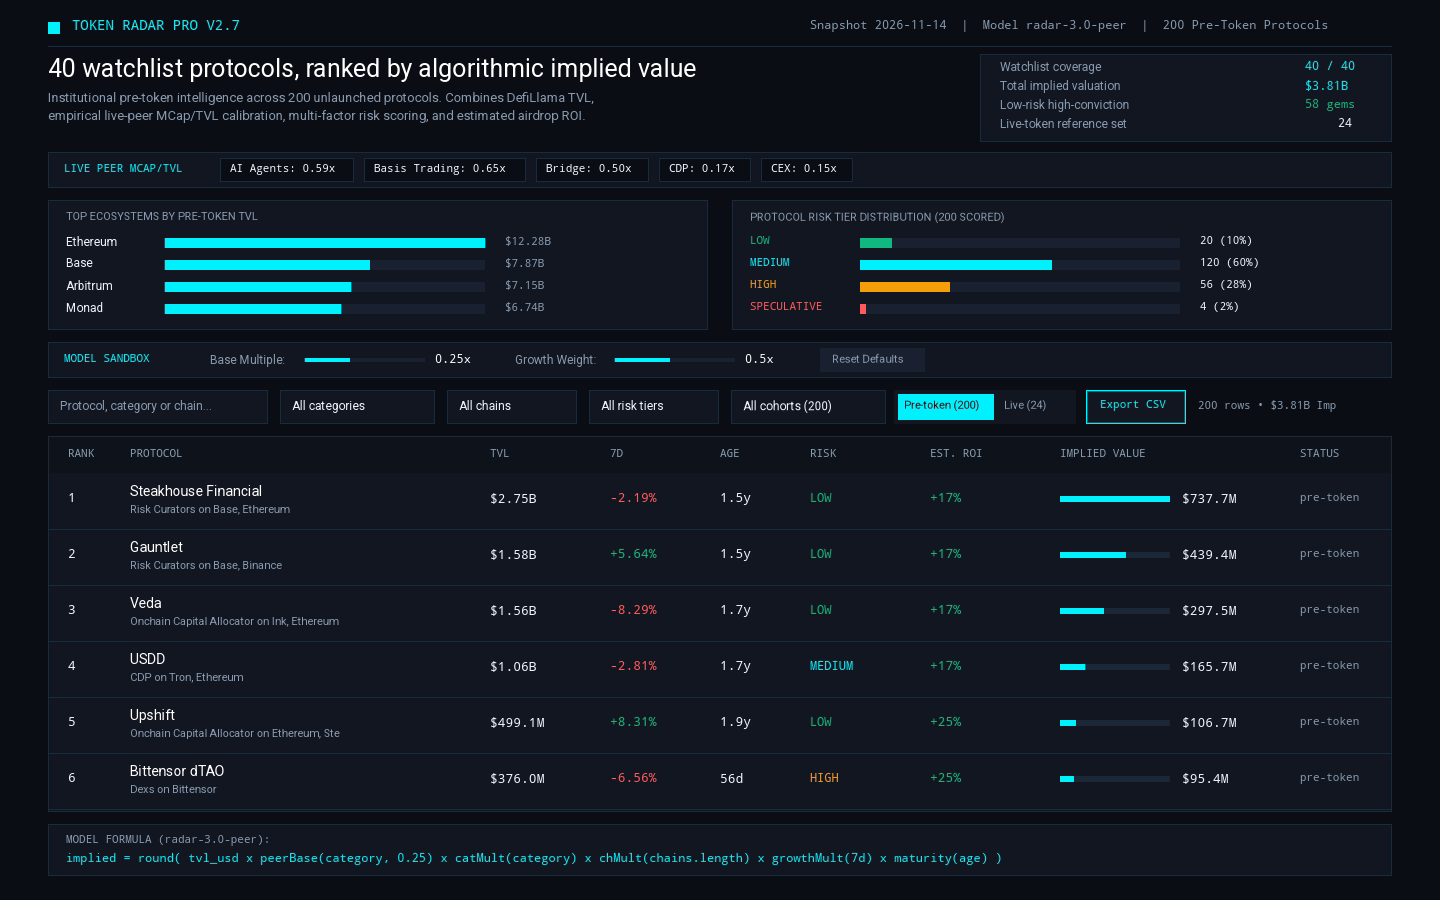 TOKEN RADAR PRO V2.7
Snapshot 2026-11-14 | Model radar-3.0-peer | 200 Pre-Token Protocols
40 watchlist protocols, ranked by algorithmic implied value
Institutional pre-token intelligence across 200 unlaunched protocols. Combines DefiLlama TVL,
empirical live-peer MCap/TVL calibration, multi-factor risk scoring, and estimated airdrop ROI.
Watchlist coverage 40 / 40
Total implied valuation $3.81B
Low-risk high-conviction 58 gems
Live-token reference set 24
LIVE PEER MCAP/TVL AI Agents: 0.59x Basis Trading: 0.65x Bridge: 0.50x CDP: 0.17x CEX: 0.15x
TOP ECOSYSTEMS BY PRE-TOKEN TVL
Ethereum $12.28B
Base $7.87B
Arbitrum $7.15B
Monad $6.74B
PROTOCOL RISK TIER DISTRIBUTION (200 SCORED)
LOW 20 (10%)
MEDIUM 120 (60%)
HIGH 56 (28%)
SPECULATIVE 4 (2%)
MODEL SANDBOX Base Multiple: 0.25x Growth Weight: 0.5x Reset Defaults
Protocol, category or chain... All categories All chains All risk tiers All cohorts (200) Pre-token (200) Live (24) Export CSV 200 rows • $3.81B Imp
RANK PROTOCOL TVL 7D AGE RISK EST. ROI IMPLIED VALUE STATUS
1 Steakhouse Financial $2.75B -2.19% 1.5y LOW +17% $737.7M pre-token
Risk Curators on Base, Ethereum
2 Gauntlet $1.58B +5.64% 1.5y LOW +17% $439.4M pre-token
Risk Curators on Base, Binance
3 Veda $1.56B -8.29% 1.7y LOW +17% $297.5M pre-token
Onchain Capital Allocator on Ink, Ethereum
4 USDD $1.06B -2.81% 1.7y MEDIUM +17% $165.7M pre-token
CDP on Tron, Ethereum
5 Upshift $499.1M +8.31% 1.9y LOW +25% $106.7M pre-token
Onchain Capital Allocator on Ethereum, Ste
6 Bittensor dTAO $376.0M -6.56% 56d HIGH +25% $95.4M pre-token
Dexs on Bittensor
MODEL FORMULA (radar-3.0-peer):
implied = round( tvl_usd x peerBase(category, 0.25) x catMult(category) x chMult(chains.length) x growthMult(7d) x maturity(age) )